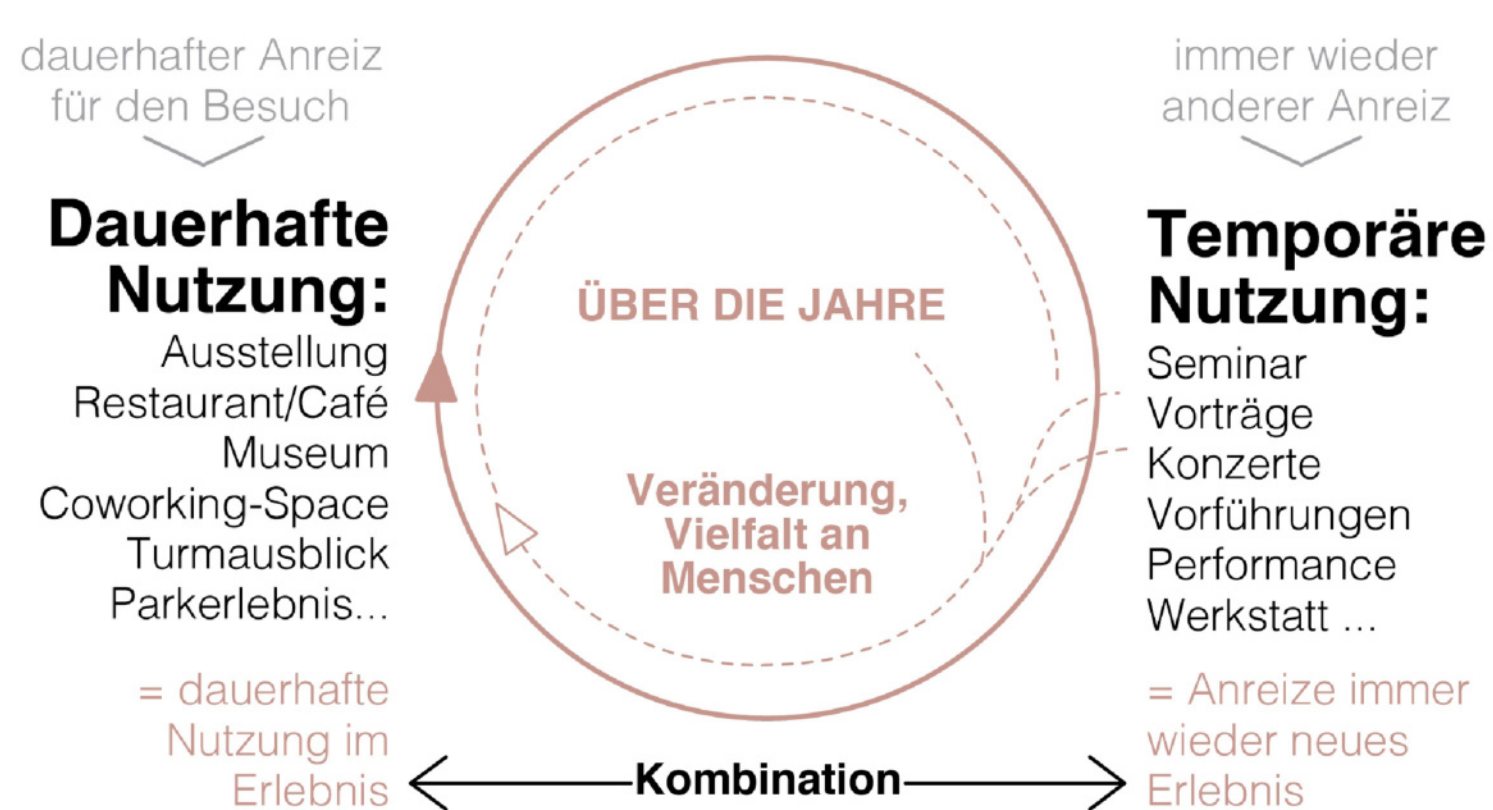 dauerhafter Anreiz
für den Besuch
Dauerhafte
Nutzung:
Ausstellung
Restaurant/Café
Museum
Coworking-Space
Turmausblick
Parkerlebnis...
= dauerhafte
Nutzung im
Erlebnis
ÜBER DIE JAHRE
Veränderung,
Vielfalt an
Menschen
Kombination
immer wieder
anderer Anreiz
Temporäre
Nutzung:
Seminar
Vorträge
Konzerte
Vorführungen
Performance
Werkstatt ...
= Anreize immer
wieder neues
Erlebnis